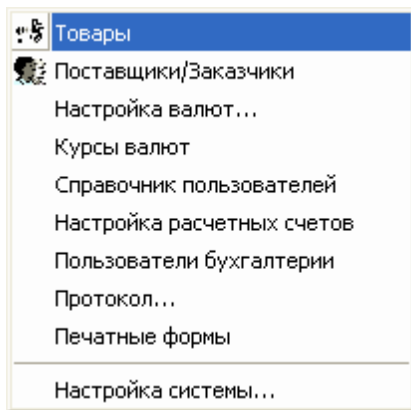 Товары
Поставщики/Заказчики
Настройка валют...
Курсы валют
Справочник пользователей
Настройка расчетных счетов
Пользователи бухгалтерии
Протокол...
Печатные формы
Настройка системы...